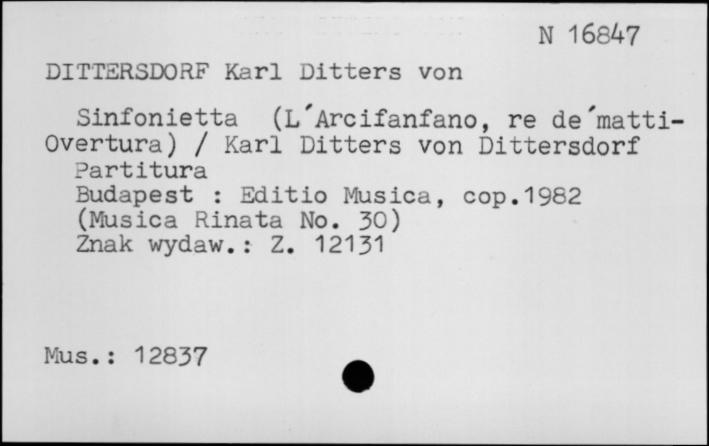 N 16847
DITTERSDORF Karl Ditters von
Sinfonietta (L´Arcifanfano, re de´matti-
Overtura) / Karl Ditters von Dittersdorf
Partitura
Budapest : Editio Musica, cop.1982
(Musica Rinata No. 30)
Znak wydaw.: Z. 12131
Mus.: 12837